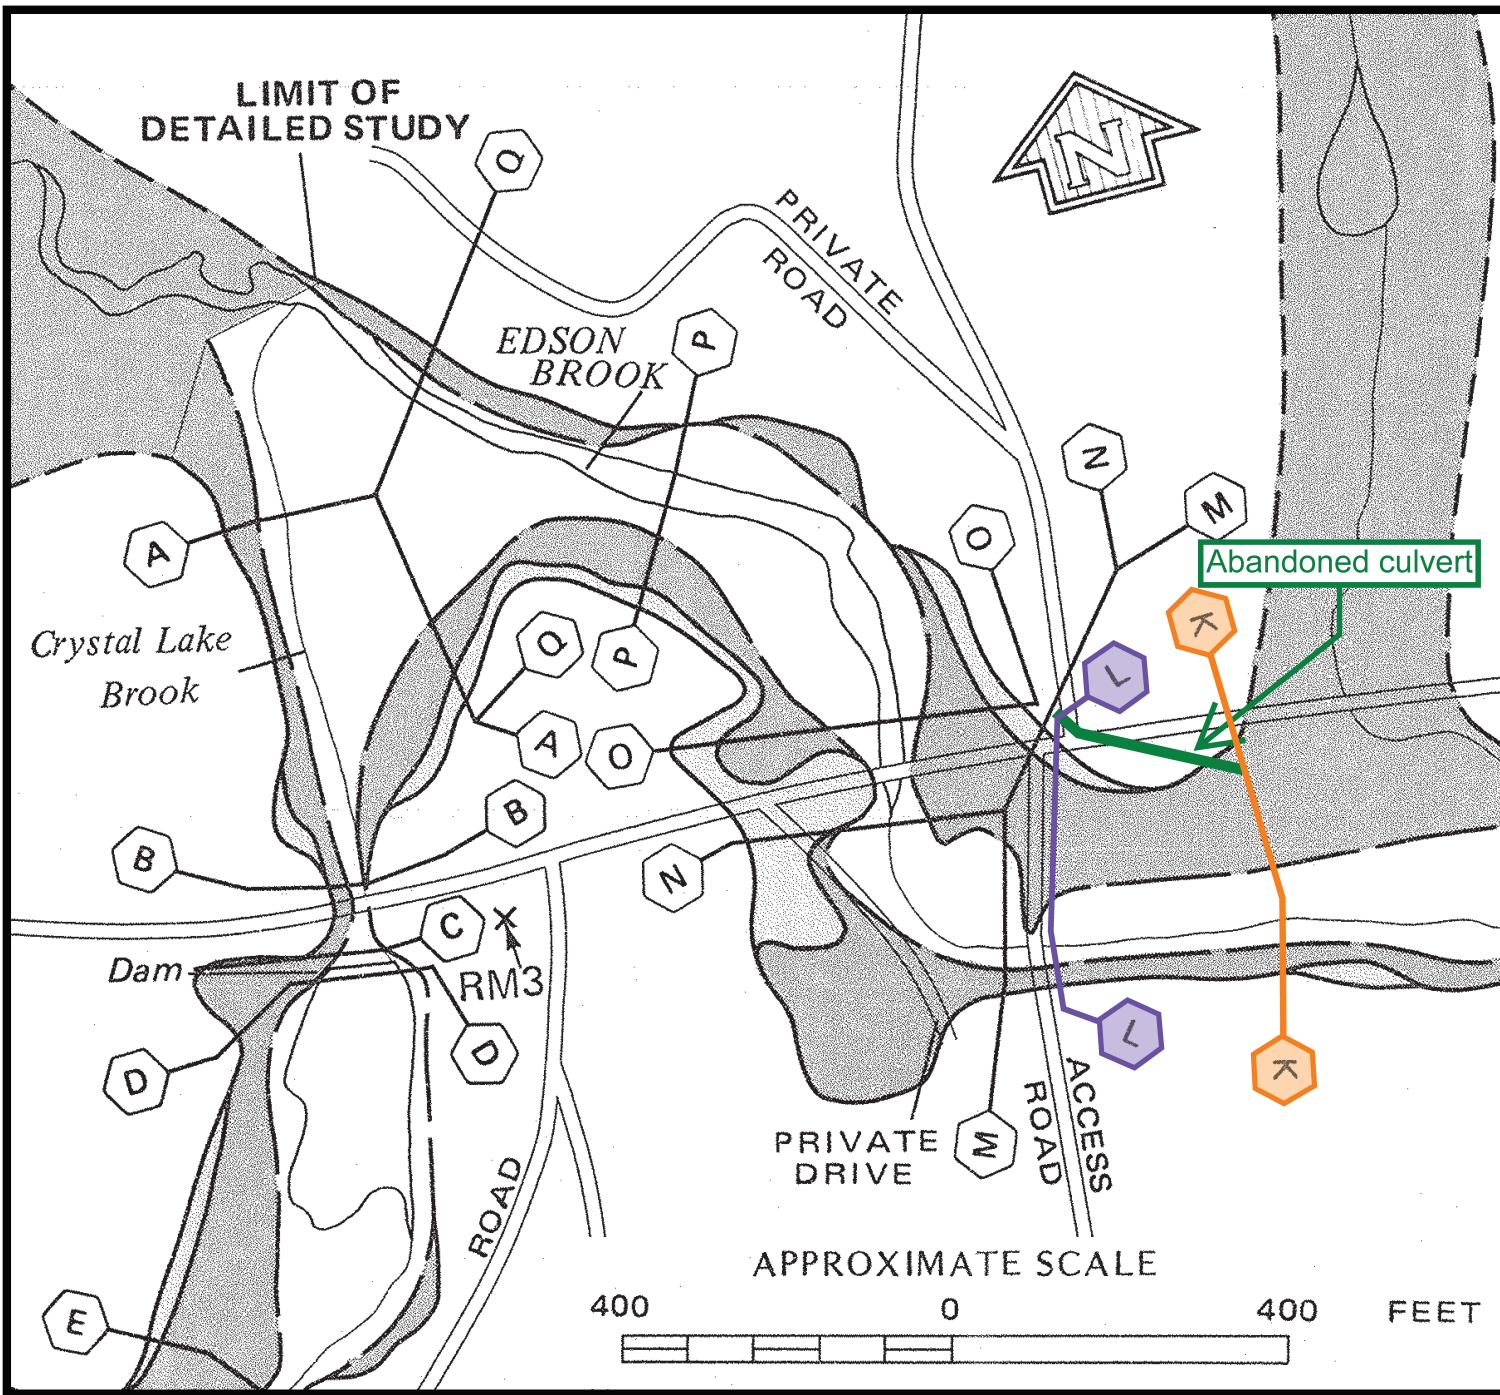 LIMIT OF
DETAILED STUDY
Q
N
PRIVATE
ROAD
EDSON
BROOK
P
N
M
O
Abandoned culvert
A
K
Crystal Lake
Brook
Q
P
L
A
O
B
B
N
C
RM3
Dam
D
D
L
K
ACCESS
ROAD
PRIVATE
DRIVE
M
ROAD
E
APPROXIMATE SCALE
400 0 400 FEET